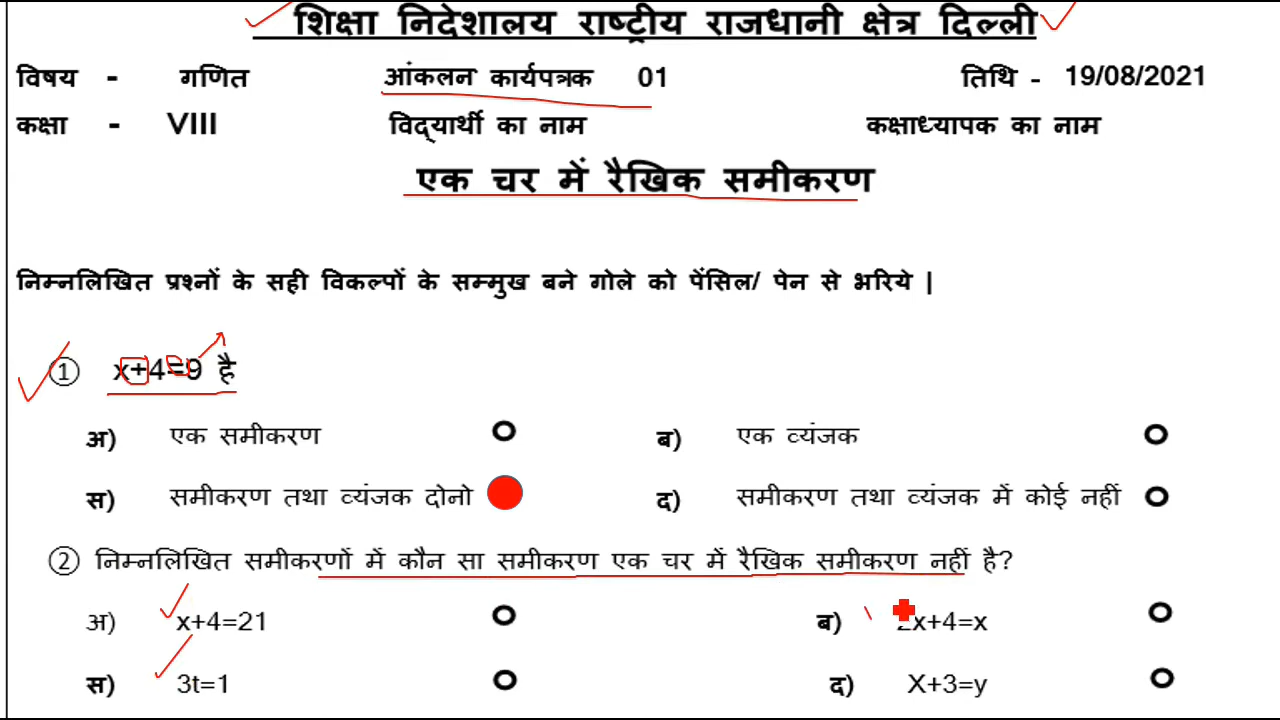 शिक्षा निदेशालय राष्ट्रीय राजधानी क्षेत्र दिल्ली
विषय - गणित आंकलन कार्यपत्रक 01 तिथि - 19/08/2021
कक्षा - VIII विद्यार्थी का नाम कक्षाध्यापक का नाम
एक चर में रैखिक समीकरण
निम्नलिखित प्रश्नों के सही विकल्पों के सम्मुख बने गोले को पेंसिल/ पेन से भरिये |
① x+4=9 है
अ) एक समीकरण ब) एक व्यंजक
स) समीकरण तथा व्यंजक दोनो द) समीकरण तथा व्यंजक में कोई नहीं
② निम्नलिखित समीकरणों में कौन सा समीकरण एक चर में रैखिक समीकरण नहीं है?
अ) x+4=21 ब) 2x+4=x
स) 3t=1 द) X+3=y